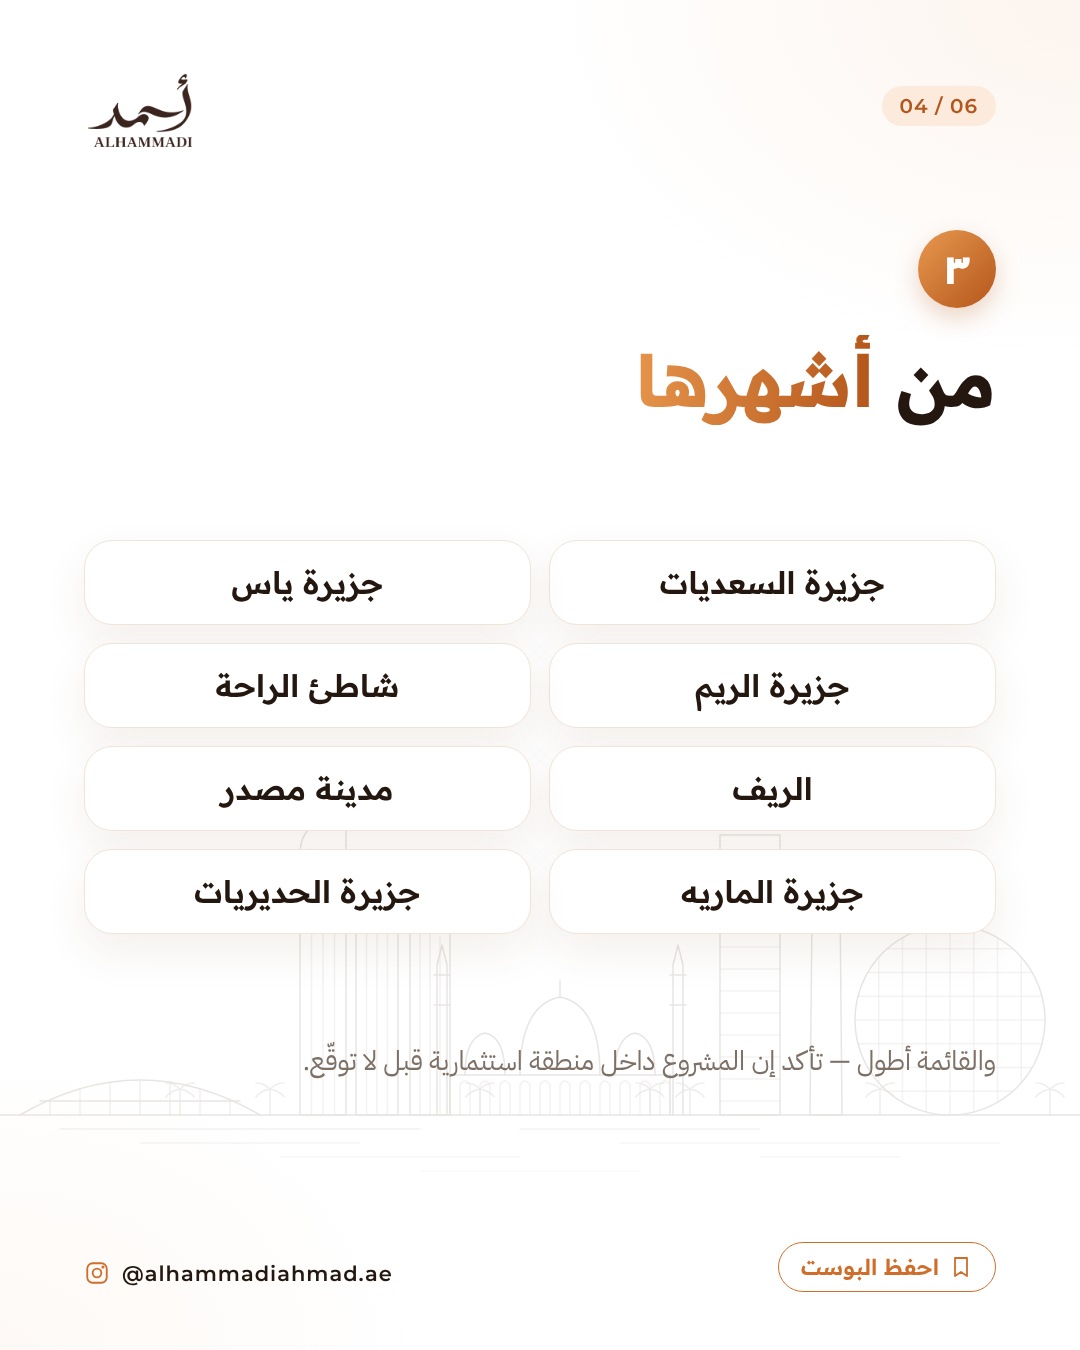 أحمد
ALHAMMADI
04 / 06
٣
من أشهرها
جزيرة السعديات
جزيرة ياس
جزيرة الريم
شاطئ الراحة
الريف
مدينة مصدر
جزيرة الماريه
جزيرة الحديريات
والقائمة أطول — تأكد إن المشروع داخل منطقة استثمارية قبل لا توقّع.
احفظ البوست
@alhammadiahmad.ae